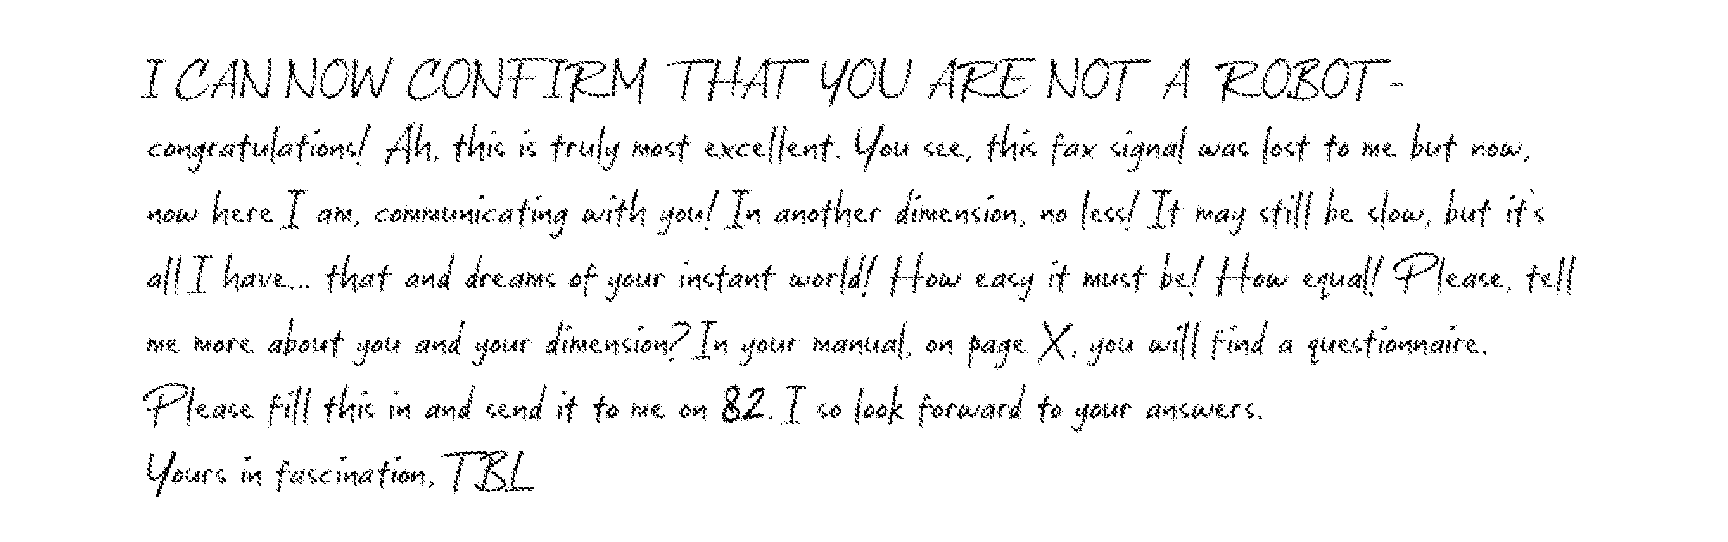 I CAN NOW CONFIRM THAT YOU ARE NOT A ROBOT -
congratulations! Ah, this is truly most excellent. You see, this fax signal was lost to me but now,
now here I am, communicating with you! In another dimension, no less! It may still be slow, but it's
all I have... that and dreams of your instant world! How easy it must be! How equal! Please, tell
me more about you and your dimension? In your manual, on page X, you will find a questionnaire.
Please fill this in and send it to me on 82. I so look forward to your answers.
Yours in fascination, TBL